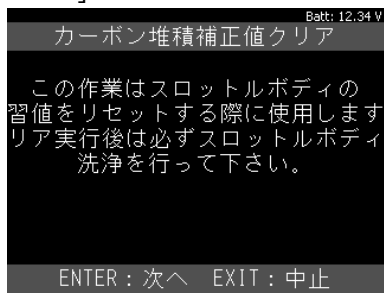 Batt: 12.34 V
カーボン堆積補正値クリア
この作業はスロットルボディの
習値をリセットする際に使用します
リア実行後は必ずスロットルボディ
洗浄を行って下さい。
ENTER：次へ EXIT：中止